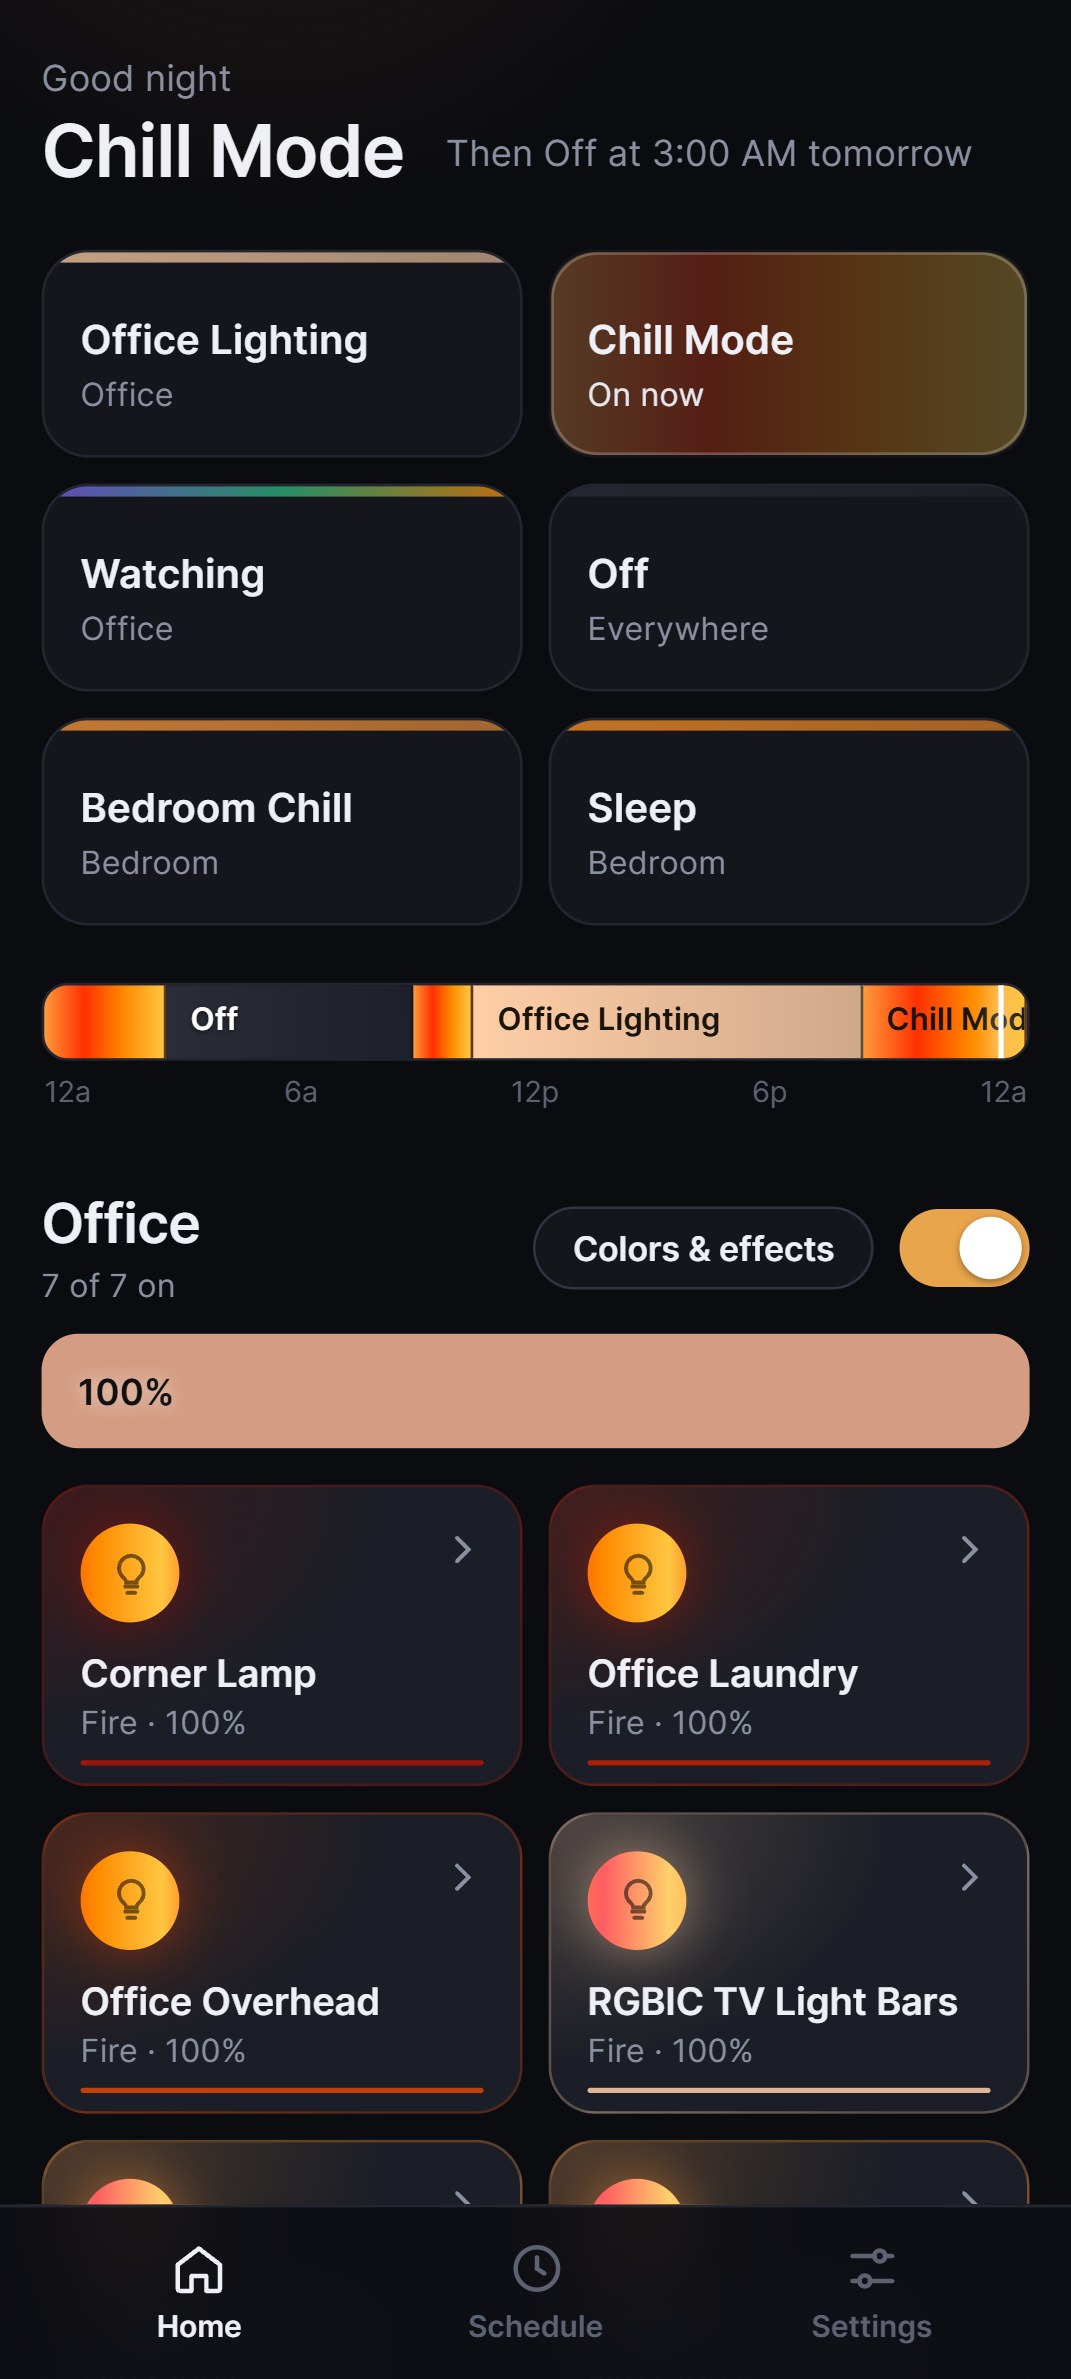 Good night
Chill Mode Then Off at 3:00 AM tomorrow
Office Lighting
Office
Chill Mode
On now
Watching
Office
Off
Everywhere
Bedroom Chill
Bedroom
Sleep
Bedroom
Off Office Lighting Chill Mod
12a 6a 12p 6p 12a
Office
7 of 7 on
Colors & effects
100%
Corner Lamp
Fire · 100%
Office Laundry
Fire · 100%
Office Overhead
Fire · 100%
RGBIC TV Light Bars
Fire · 100%
Home Schedule Settings